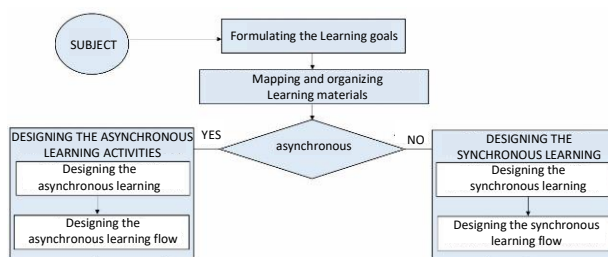 SUBJECT
Formulating the Learning goals
Mapping and organizing
Learning materials
asynchronous
YES
NO
DESIGNING THE ASYNCHRONOUS
LEARNING ACTIVITIES
Designing the
asynchronous learning
Designing the
asynchronous learning flow
DESIGNING THE
SYNCHRONOUS LEARNING
Designing the
synchronous learning
Designing the synchronous
learning flow